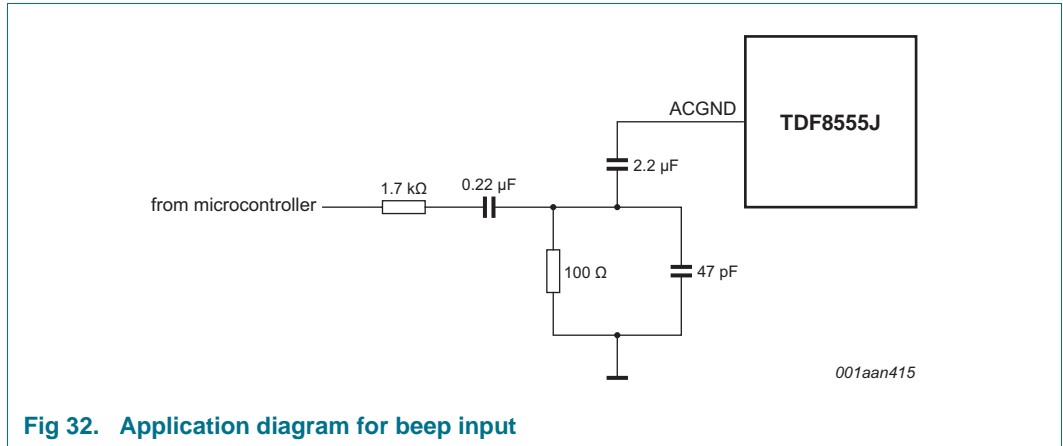 ACGND
TDF8555J
2.2 µF
1.7 kΩ
0.22 µF
from microcontroller
100 Ω
47 pF
001aan415
Fig 32. Application diagram for beep input